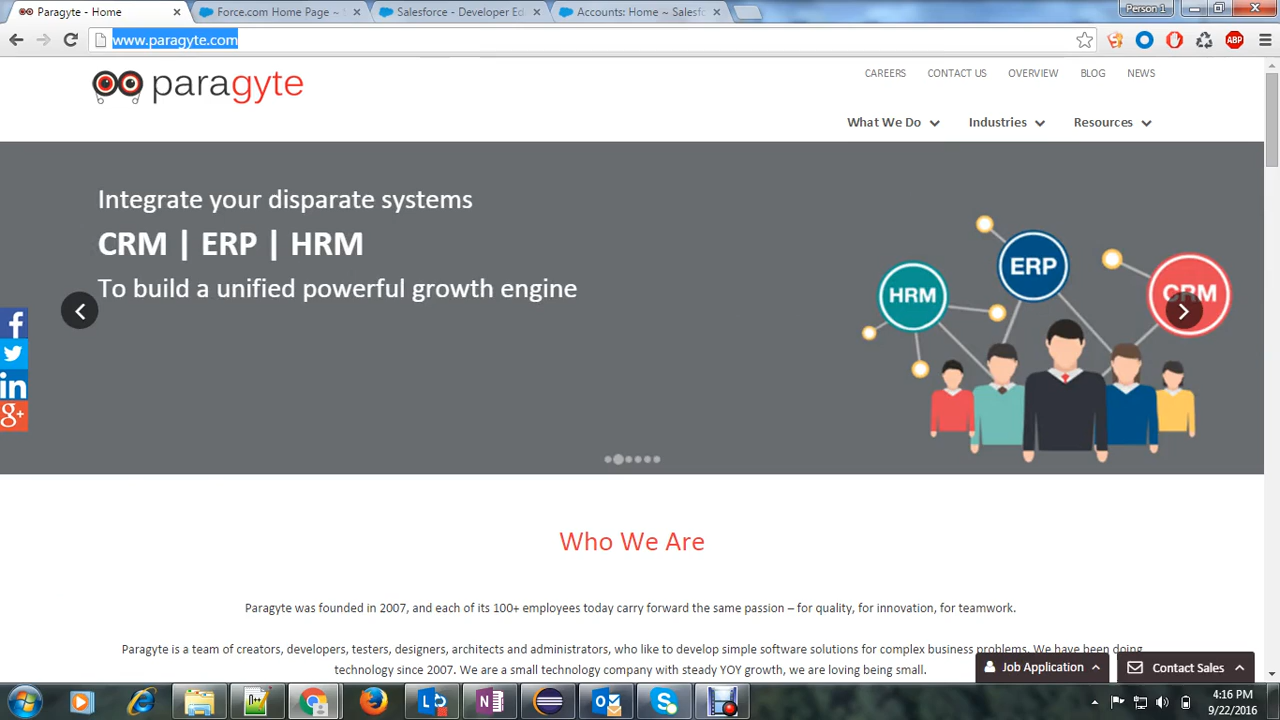 Paragyte - Home
Force.com Home Page ~
Salesforce - Developer Ed
Accounts: Home ~ Salesf
Person 1
www.paragyte.com
ABP
paragyte
CAREERS CONTACT US OVERVIEW BLOG NEWS
What We Do Industries Resources
Integrate your disparate systems
CRM | ERP | HRM
To build a unified powerful growth engine
HRM
ERP
CRM
Who We Are
Paragyte was founded in 2007, and each of its 100+ employees today carry forward the same passion – for quality, for innovation, for teamwork.
Paragyte is a team of creators, developers, testers, designers, architects and administrators, who like to develop simple software solutions for complex business problems. We have been doing
technology since 2007. We are a small technology company with steady YOY growth, we are loving being small.
Job Application
Contact Sales
4:16 PM
9/22/2016